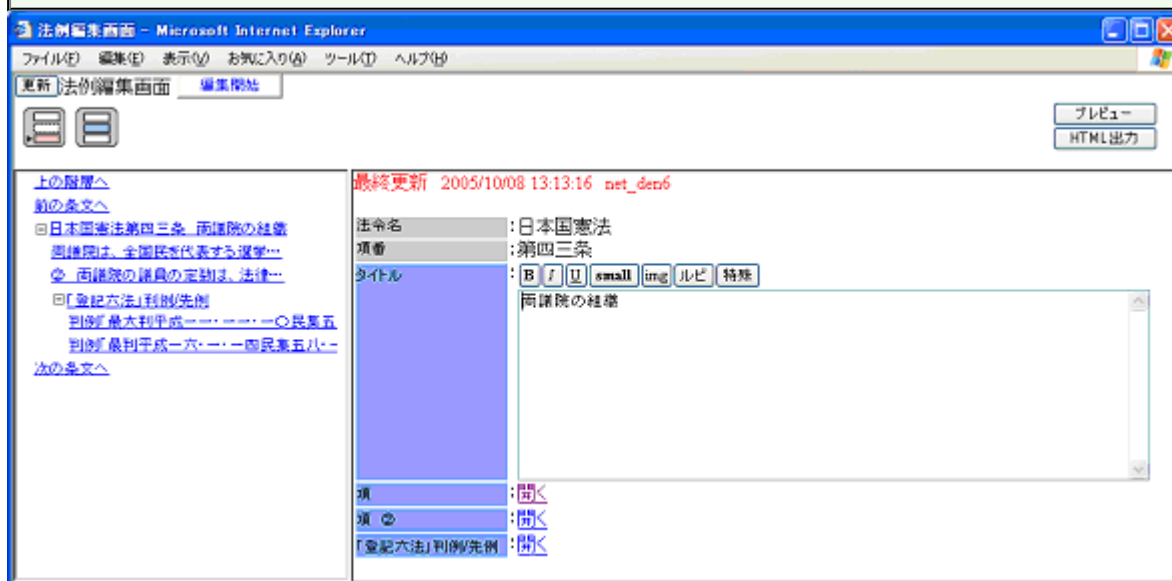 法例編集画面 - Microsoft Internet Explorer
ファイル(F) 編集(E) 表示(V) お気に入り(A) ツール(T) ヘルプ(H)
更新 法例編集画面 編集開始
プレビュー
HTML出力
上の階層へ
前の条文へ
日本国憲法第四三条 両議院の組織
両議院は、全国民を代表する選挙…
② 両議院の議員の定数は、法律…
「登記六法」判例/先例
判例「最大判平成一一・一一・一〇民集五
判例「最判平成一六・一・一四民集五八・-
次の条文へ
最終更新 2005/10/08 13:13:16 net_den6
法令名 :日本国憲法
項番 :第四三条
タイトル : B I U small img ルビ 特殊
両議院の組織
項 :開く
項 ② :開く
「登記六法」判例/先例 :開く